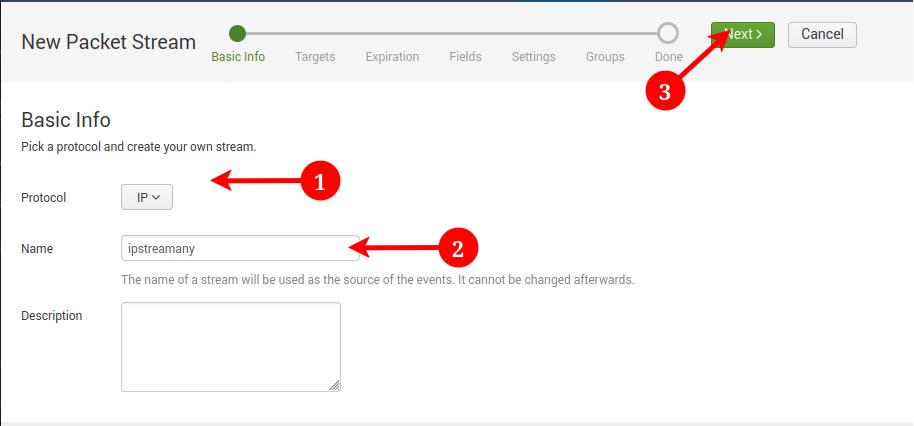 New Packet Stream
Basic Info Targets Expiration Fields Settings Groups Done
Next >
Cancel
3
Basic Info
Pick a protocol and create your own stream.
Protocol IP
1
Name ipstreamany
2
The name of a stream will be used as the source of the events. It cannot be changed afterwards.
Description